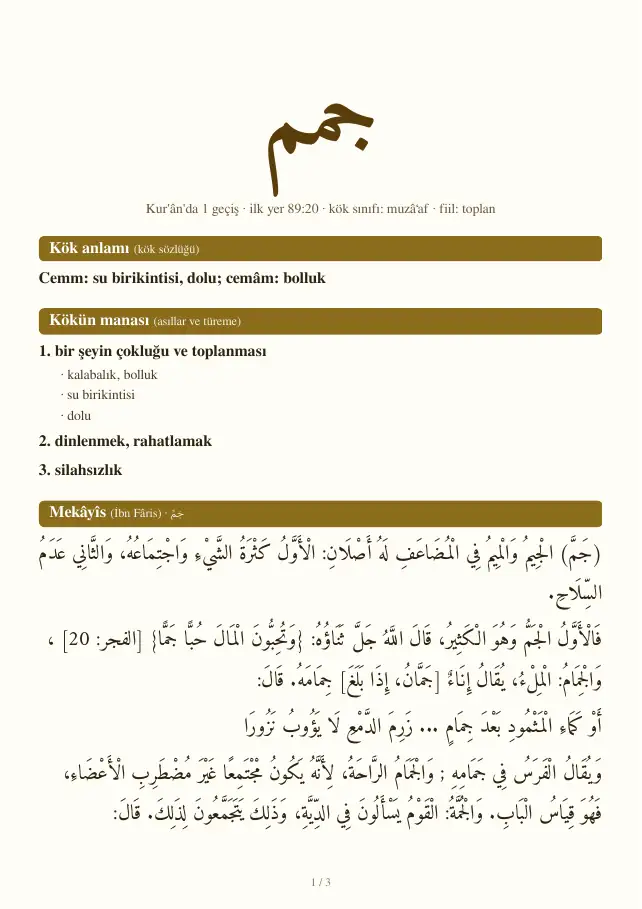 جمم
Kur'ân'da 1 geçiş · ilk yer 89:20 · kök sınıfı: muzâ'af · fiil: toplan
Kök anlamı (kök sözlüğü)
Cemm: su birikintisi, dolu; cemâm: bolluk
Kökün manası (asıllar ve türeme)
1. bir şeyin çokluğu ve toplanması
· kalabalık, bolluk
· su birikintisi
· dolu
2. dinlenmek, rahatlamak
3. silahsızlık
Mekâyîs (İbn Fâris) · جَمَّ
(جَمَّ) الْجِيمُ وَالْمِيمُ فِي الْمُضَاعَفِ لَهُ أَصْلَانِ: الْأَوَّلُ كَثْرَةُ الشَّيْءِ وَاجْتِمَاعُهُ، وَالثَّانِي عَدَمُ
السِّلَاحِ.
فَالْأَوَّلُ الْجَمُّ وَهُوَ الْكَثِيرُ، قَالَ اللَّهُ جَلَّ ثَنَاؤُهُ: {وَتُحِبُّونَ الْمَالَ حُبًّا جَمًّا} [الفجر: 20] ،
وَالْجِمَامُ: الْمِلْءُ، يُقَالُ إِنَاءٌ [جَمَّانُ، إِذَا بَلَغَ] جِمَامَهُ. قَالَ:
أَوْ كَمَاءِ الْمَثْمُودِ بَعْدَ جِمَامٍ ... زَرِمَ الدَّمْعِ لَا يَؤُوبُ نَزُورَا
وَيُقَالُ الْفَرَسُ فِي جَمَامِهِ ; وَالْجَمَامُ الرَّاحَةُ، لِأَنَّهُ يَكُونُ مُجْتَمِعًا غَيْرَ مُضْطَرِبِ الْأَعْضَاءِ،
فَهُوَ قِيَاسُ الْبَابِ. وَالْجُمَّةُ: الْقَوْمُ يَسْأَلُونَ فِي الدِّيَّةِ، وَذَلِكَ يَتَجَمَّعُونَ لِذَلِكَ. قَالَ:
1 / 3